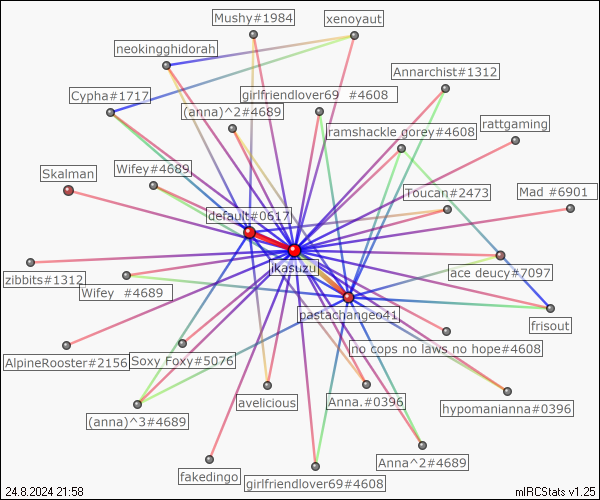 Mushy#1984
xenoyaut
neokingghidorah
Annarchist#1312
Cypha#1717
girlfriendlover69 #4608
(anna)^2#4689
ramshackle gorey#4608
rattgaming
Skalman
Wifey#4689
Toucan#2473
Mad #6901
default#0617
zibbits#1312
ikasuzu
ace deucy#7097
Wifey #4689
pastachangeo41
frisout
AlpineRooster#2156
Soxy Foxy#5076
no cops no laws no hope#4608
avelicious
Anna.#0396
hypomanianna#0396
(anna)^3#4689
fakedingo
girlfriendlover69#4608
Anna^2#4689
24.8.2024 21:58
mIRCStats v1.25